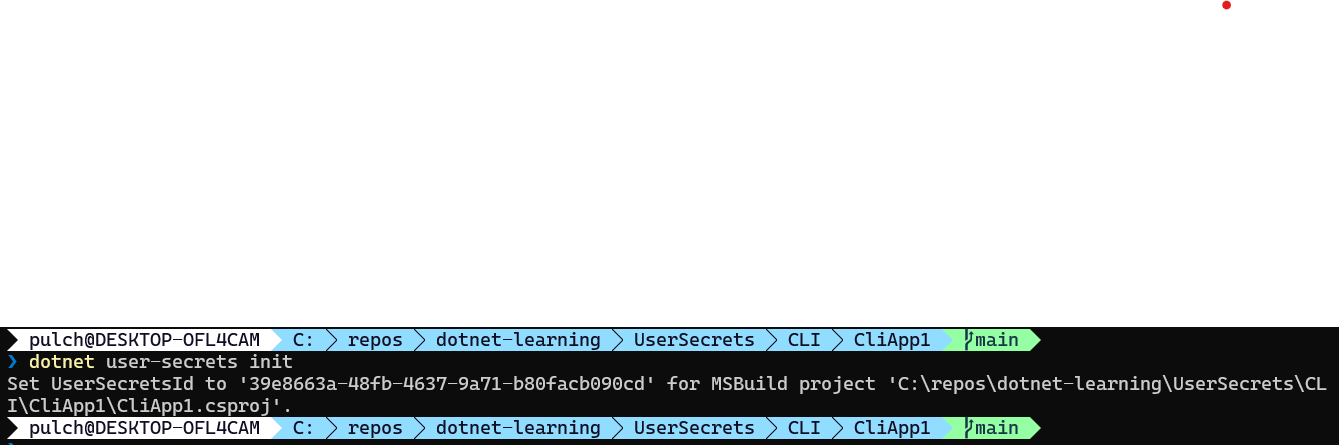 pulch@DESKTOP-OFL4CAM C: repos dotnet-learning UserSecrets CLI CliApp1 main
❯ dotnet user-secrets init
Set UserSecretsId to '39e8663a-48fb-4637-9a71-b80facb090cd' for MSBuild project 'C:\repos\dotnet-learning\UserSecrets\CL
I\CliApp1\CliApp1.csproj'.
pulch@DESKTOP-OFL4CAM C: repos dotnet-learning UserSecrets CLI CliApp1 main